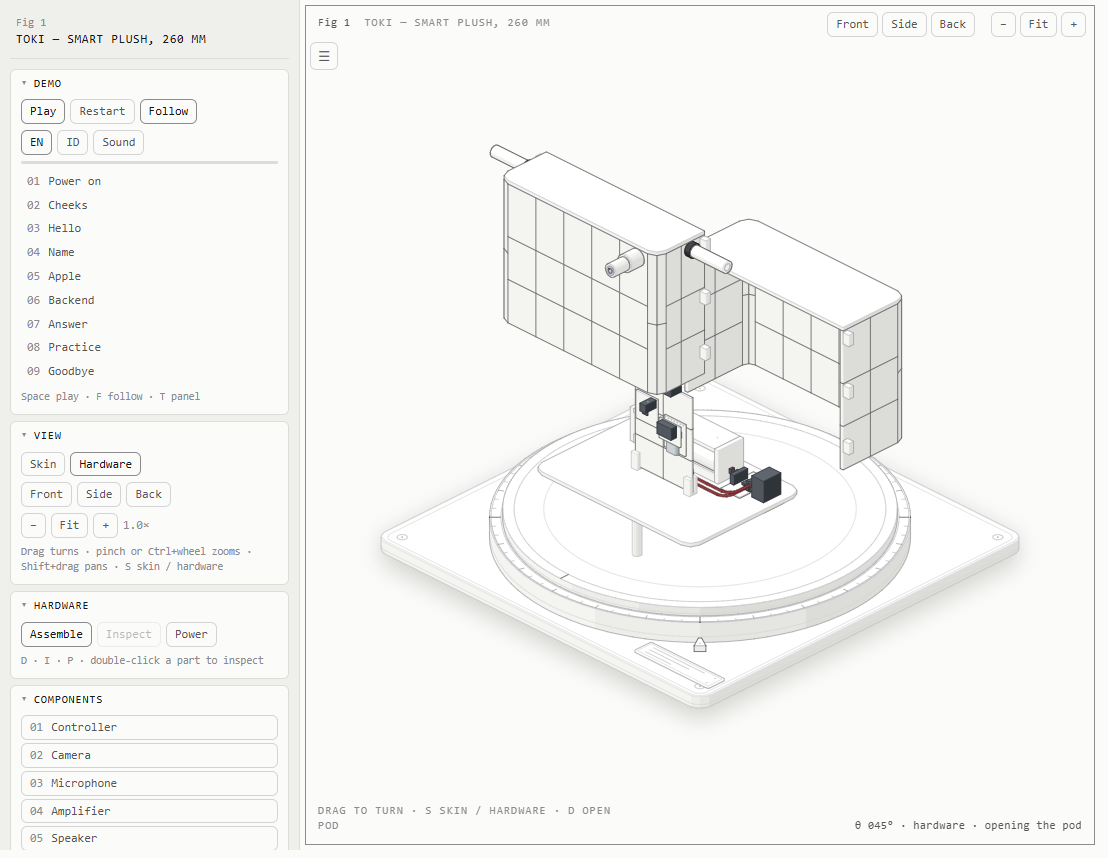 Fig 1
TOKI — SMART PLUSH, 260 MM
DEMO
Play Restart Follow
EN ID Sound
01 Power on
02 Cheeks
03 Hello
04 Name
05 Apple
06 Backend
07 Answer
08 Practice
09 Goodbye
Space play · F follow · T panel
VIEW
Skin Hardware
Front Side Back
− Fit + 1.0×
Drag turns · pinch or Ctrl+wheel zooms ·
Shift+drag pans · S skin / hardware
HARDWARE
Assemble Inspect Power
D · I · P · double-click a part to inspect
COMPONENTS
01 Controller
02 Camera
03 Microphone
04 Amplifier
05 Speaker
Fig 1 TOKI — SMART PLUSH, 260 MM
Front Side Back − Fit +
DRAG TO TURN · S SKIN / HARDWARE · D OPEN
POD
θ 045° · hardware · opening the pod